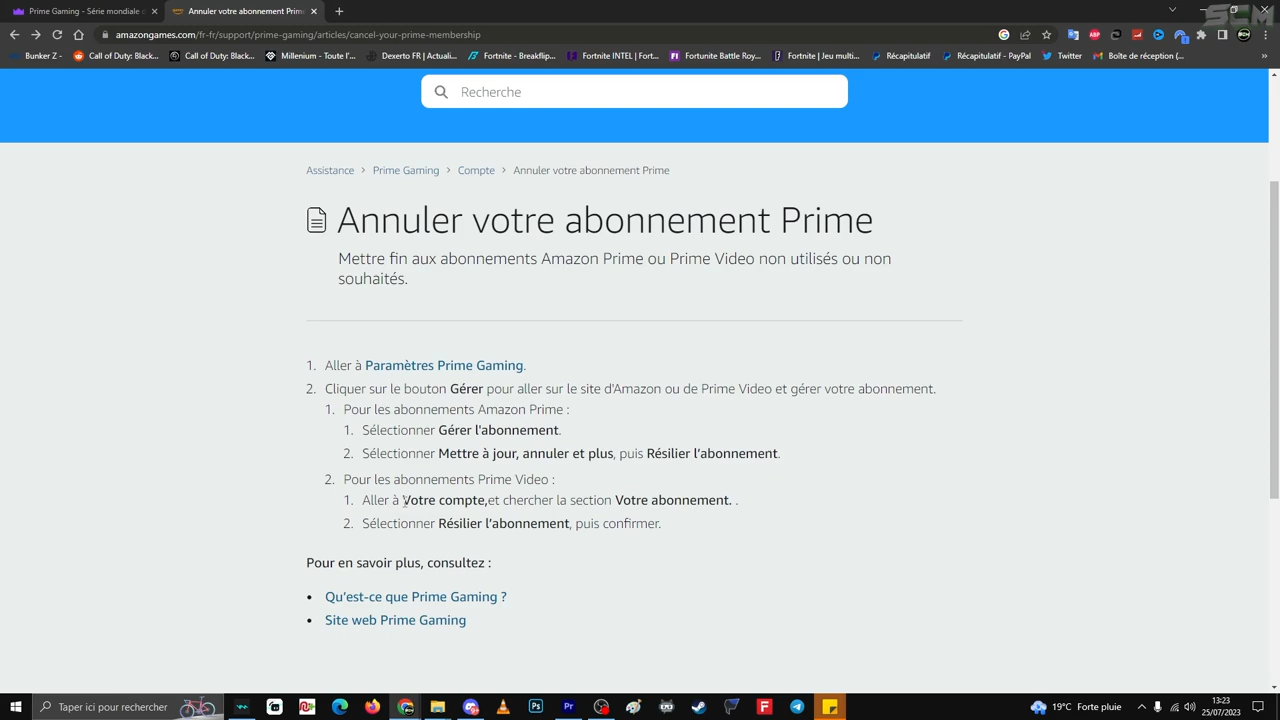 Prime Gaming – Série mondiale d
Annuler votre abonnement Prim
amazongames.com/fr-fr/support/prime-gaming/articles/cancel-your-prime-membership
Bunker Z -
Call of Duty: Black...
Call of Duty: Black...
Millenium - Toute l'...
Dexerto FR | Actuali...
Fortnite - Breakflip...
Fortnite INTEL | Fort...
Fortunite Battle Roy...
Fortnite | Jeu multi...
Récapitulatif
Récapitulatif - PayPal
Twitter
Boîte de réception (...
SCM
Recherche
Assistance > Prime Gaming > Compte > Annuler votre abonnement Prime
Annuler votre abonnement Prime
Mettre fin aux abonnements Amazon Prime ou Prime Video non utilisés ou non
souhaités.
1. Aller à Paramètres Prime Gaming.
2. Cliquer sur le bouton Gérer pour aller sur le site d'Amazon ou de Prime Video et gérer votre abonnement.
1. Pour les abonnements Amazon Prime :
1. Sélectionner Gérer l'abonnement.
2. Sélectionner Mettre à jour, annuler et plus, puis Résilier l’abonnement.
2. Pour les abonnements Prime Video :
1. Aller à Votre compte,et chercher la section Votre abonnement. .
2. Sélectionner Résilier l’abonnement, puis confirmer.
Pour en savoir plus, consultez :
• Qu’est-ce que Prime Gaming ?
• Site web Prime Gaming
Taper ici pour rechercher
19°C Forte pluie
13:23
25/07/2023